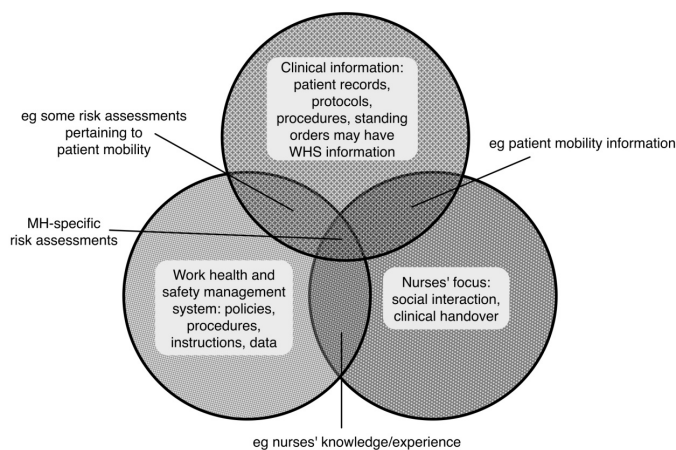 Clinical information:
patient records,
protocols,
procedures, standing
orders may have
WHS information
eg some risk assessments
pertaining to
patient mobility
eg patient mobility information
MH-specific
risk assessments
Work health and
safety management
system: policies,
procedures,
instructions, data
Nurses' focus:
social interaction,
clinical handover
eg nurses' knowledge/experience